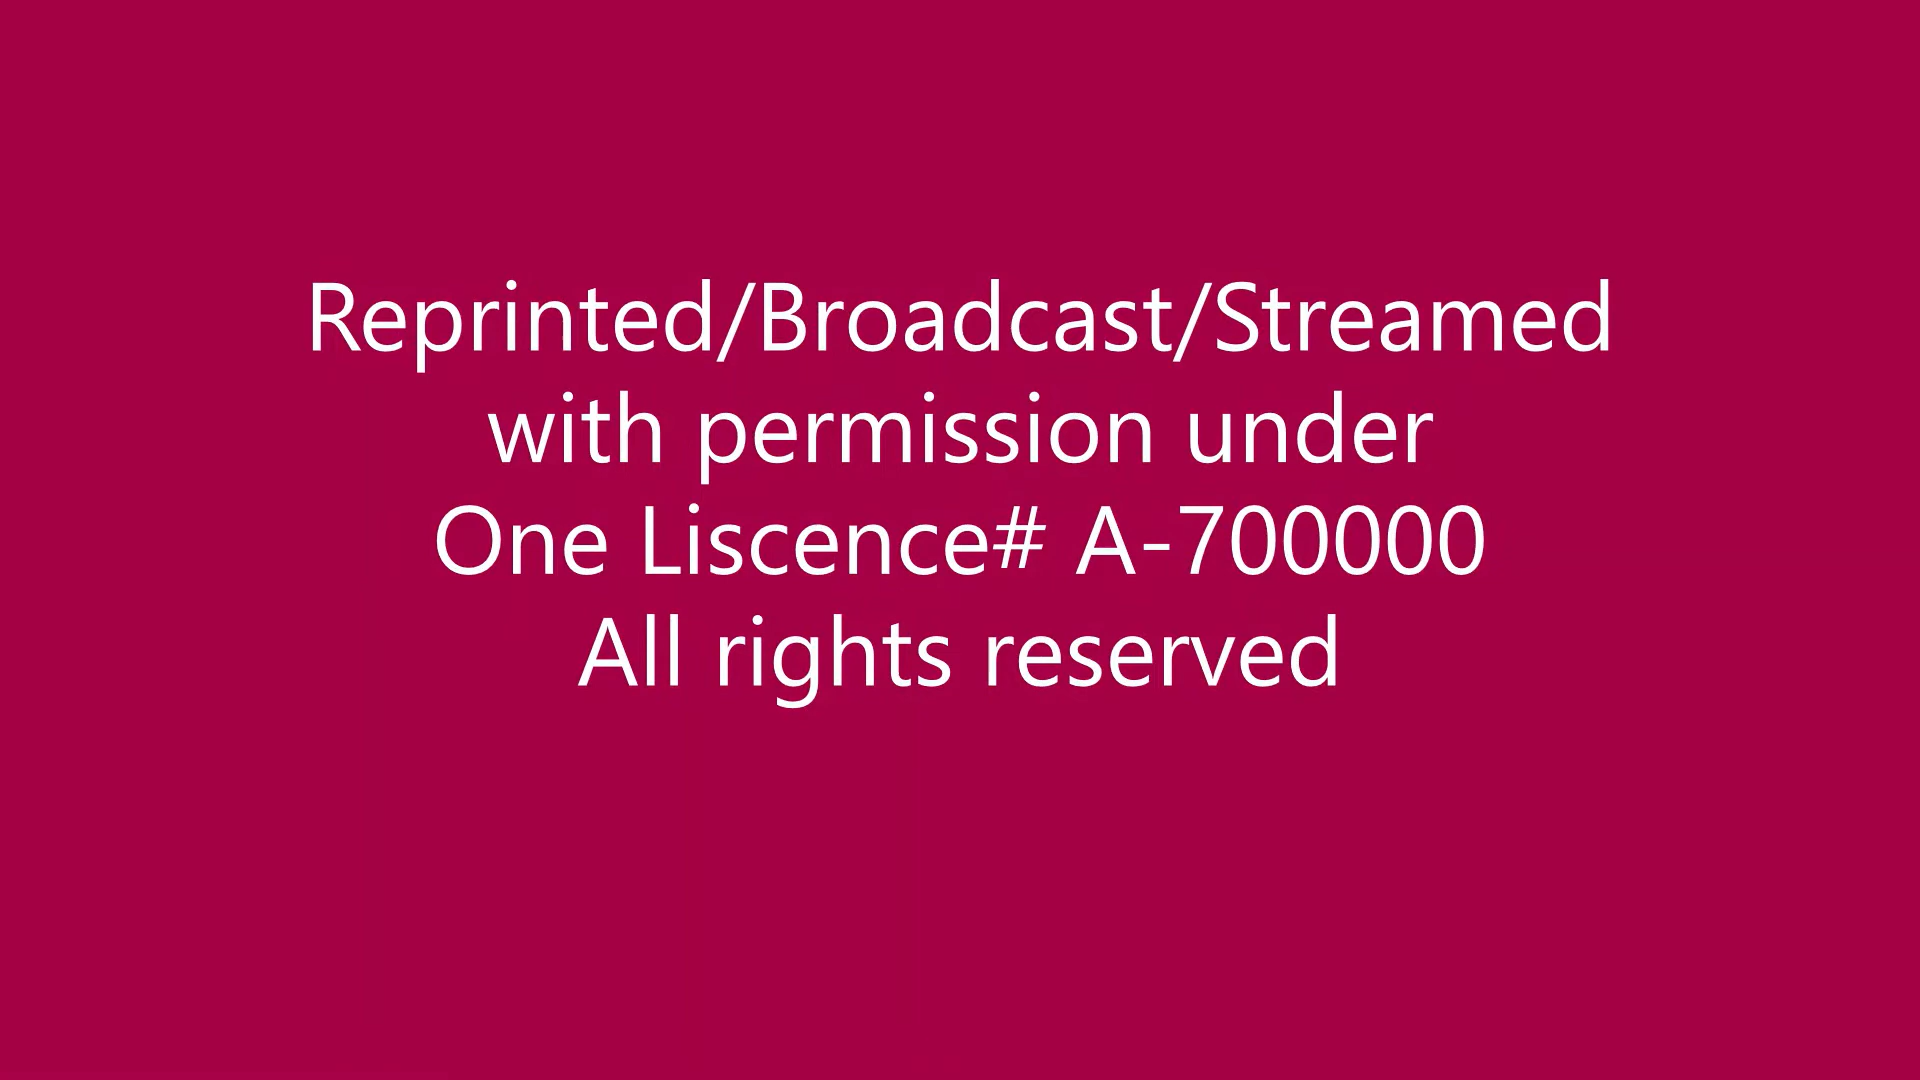 Reprinted/Broadcast/Streamed
with permission under
One Liscence# A-700000
All rights reserved